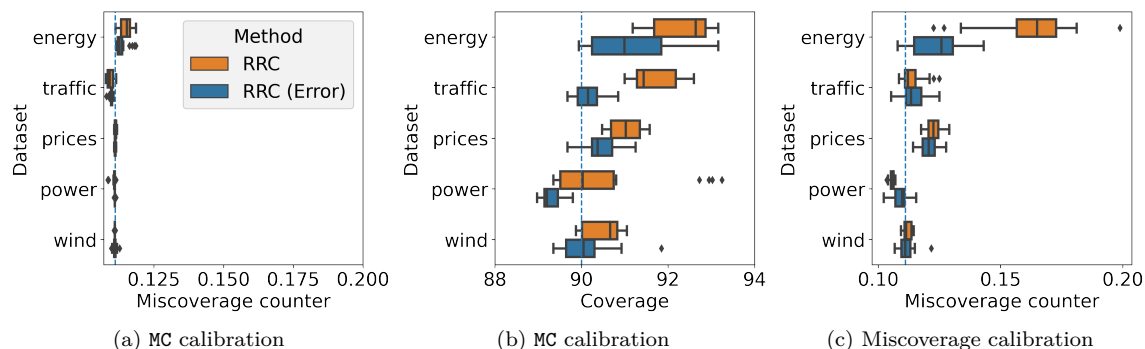 Dataset
energy
traffic
prices
power
wind
Method
RRC
RRC (Error)
0.125 0.150 0.175 0.200
Miscoverage counter
(a) MC calibration
Dataset
energy
traffic
prices
power
wind
88 90 92 94
Coverage
(b) MC calibration
Dataset
energy
traffic
prices
power
wind
0.10 0.15 0.20
Miscoverage counter
(c) Miscoverage calibration